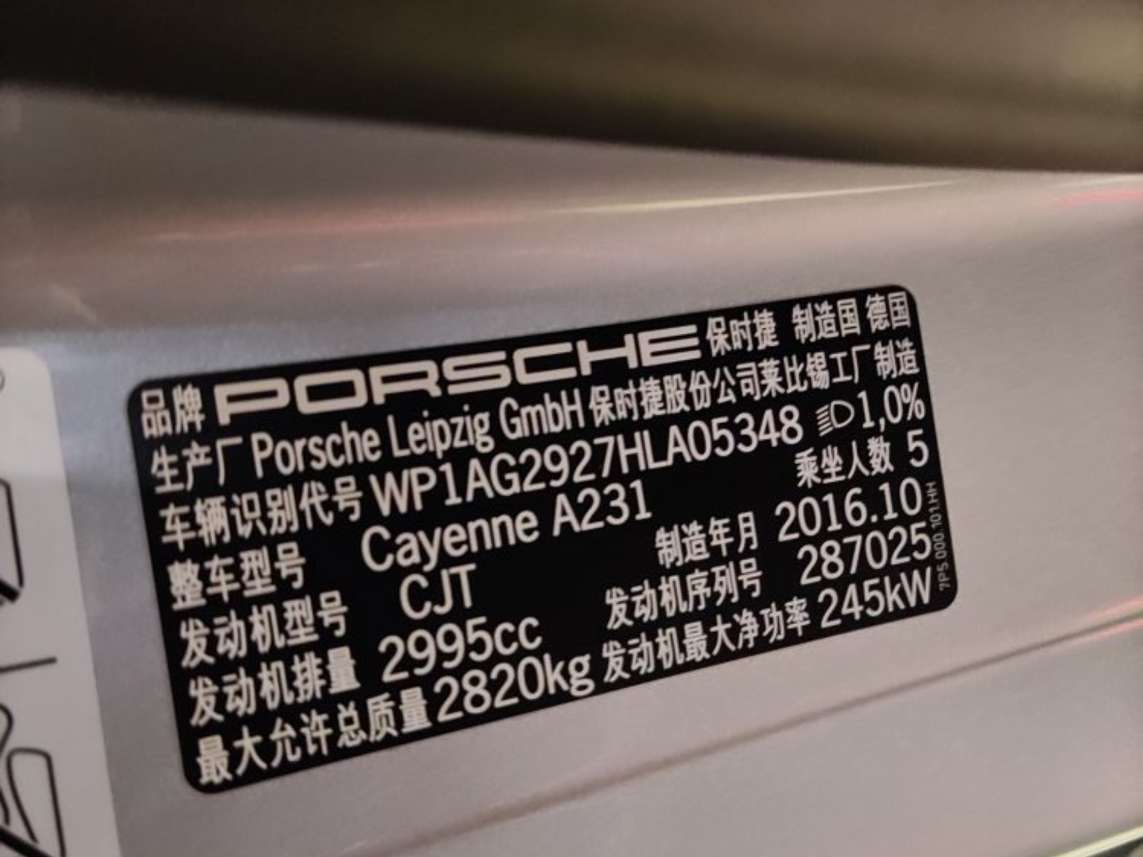 品牌 PORSCHE 保时捷 制造国 德国
生产厂 Porsche Leipzig GmbH 保时捷股份公司莱比锡工厂制造
车辆识别代号 WP1AG2927HLA05348 1,0%
整车型号 Cayenne A231 乘坐人数 5
发动机型号 CJT 制造年月 2016.10
发动机排量 2995cc 发动机序列号 287025
最大允许总质量 2820kg 发动机最大净功率 245kW
7P5.000.101.HH